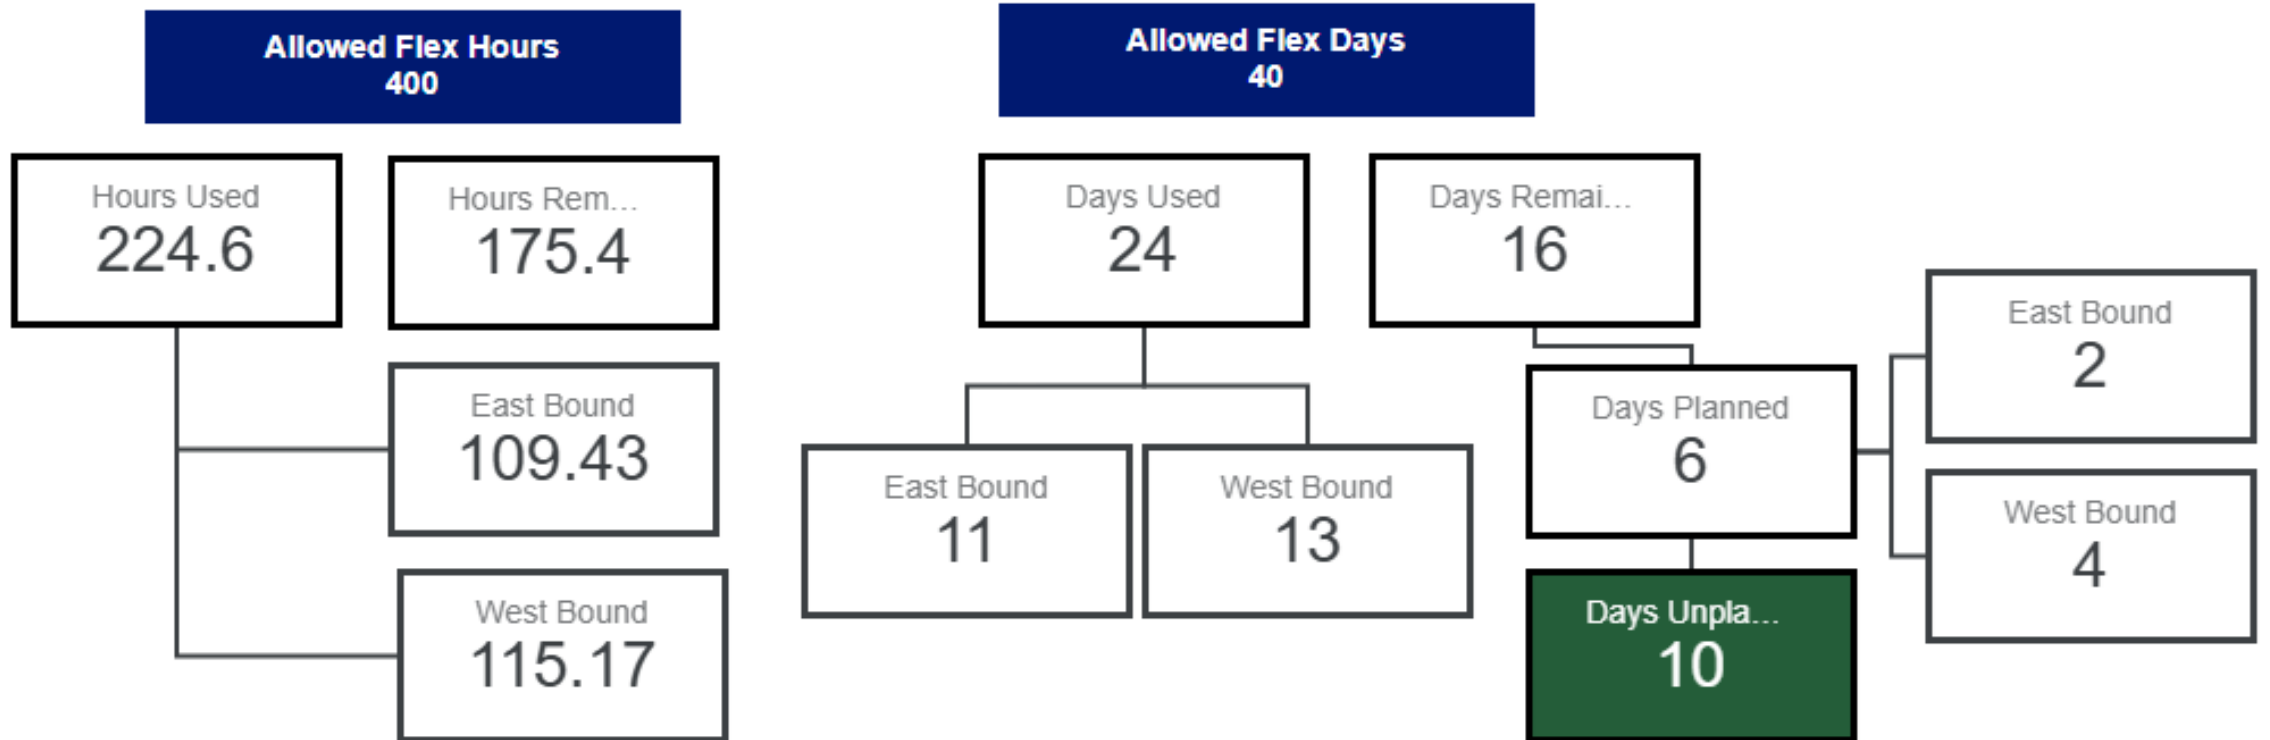 Allowed Flex Hours
400
Allowed Flex Days
40
Hours Used
224.6
Hours Rem...
175.4
East Bound
109.43
West Bound
115.17
Days Used
24
Days Remai...
16
East Bound
11
West Bound
13
Days Planned
6
East Bound
2
West Bound
4
Days Unpla...
10